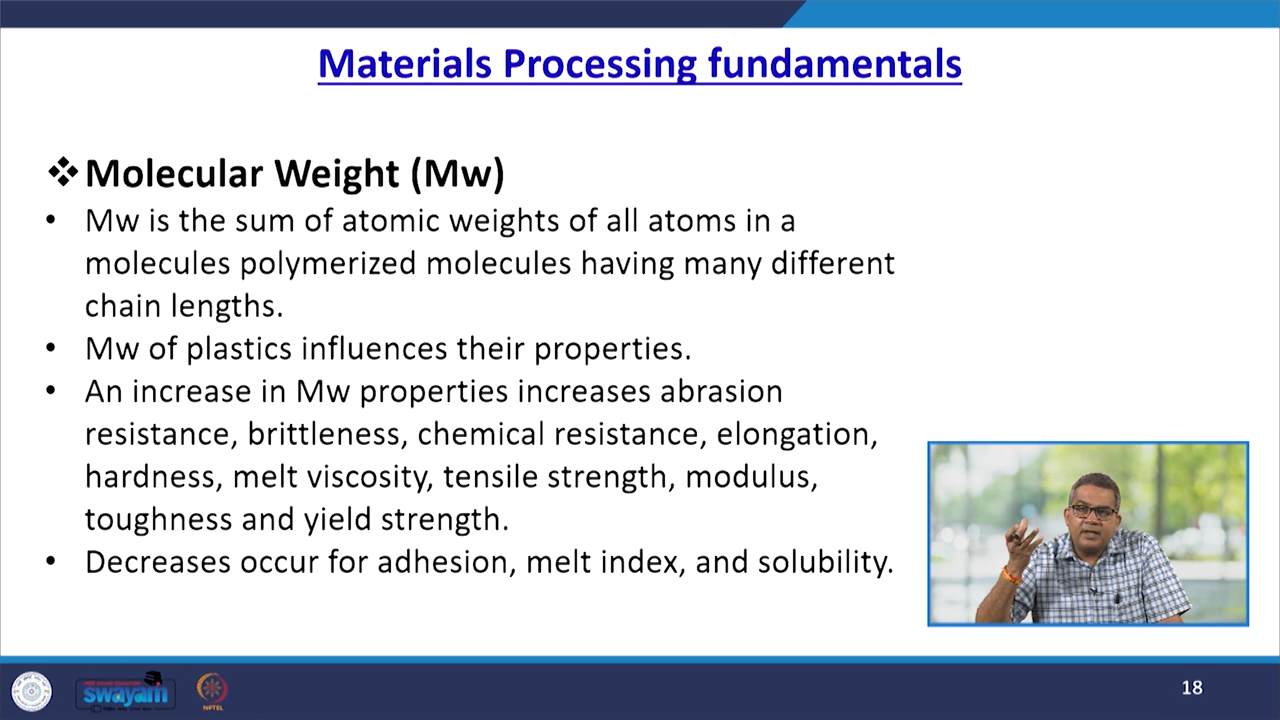 Materials Processing fundamentals
❖Molecular Weight (Mw)
• Mw is the sum of atomic weights of all atoms in a
molecules polymerized molecules having many different
chain lengths.
• Mw of plastics influences their properties.
• An increase in Mw properties increases abrasion
resistance, brittleness, chemical resistance, elongation,
hardness, melt viscosity, tensile strength, modulus,
toughness and yield strength.
• Decreases occur for adhesion, melt index, and solubility.
swayam
NPTEL
18